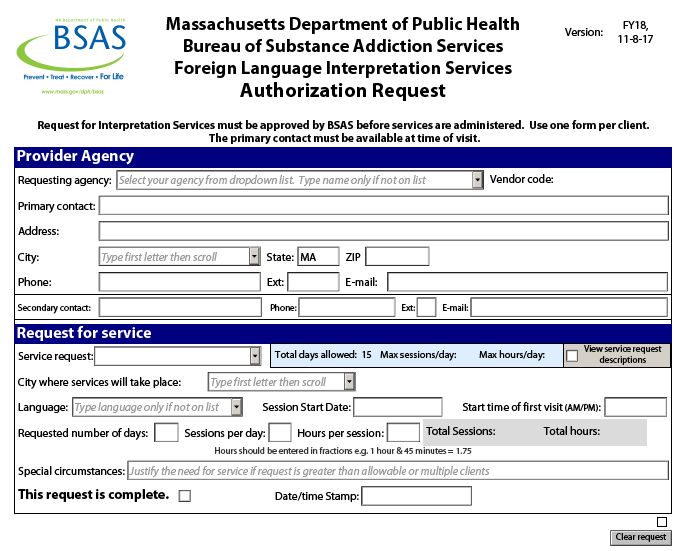 MA Department of Public Health
BSAS
Prevent • Treat • Recover • For Life
www.mass.gov/dph/bsas
Massachusetts Department of Public Health
Bureau of Substance Addiction Services
Foreign Language Interpretation Services
Authorization Request
Version: FY18,
11-8-17
Request for Interpretation Services must be approved by BSAS before services are administered. Use one form per client.
The primary contact must be available at time of visit.
Provider Agency
Requesting agency: Select your agency from dropdown list. Type name only if not on list Vendor code:
Primary contact:
Address:
City: Type first letter then scroll State: MA ZIP
Phone: Ext: E-mail:
Secondary contact: Phone: Ext: E-mail:
Request for service
Service request: Total days allowed: 15 Max sessions/day: Max hours/day: View service request
descriptions
City where services will take place: Type first letter then scroll
Language: Type language only if not on list Session Start Date: Start time of first visit (AM/PM):
Requested number of days: Sessions per day: Hours per session: Total Sessions: Total hours:
Hours should be entered in fractions e.g. 1 hour & 45 minutes = 1.75
Special circumstances: Justify the need for service if request is greater than allowable or multiple clients
This request is complete. Date/time Stamp:
Clear request